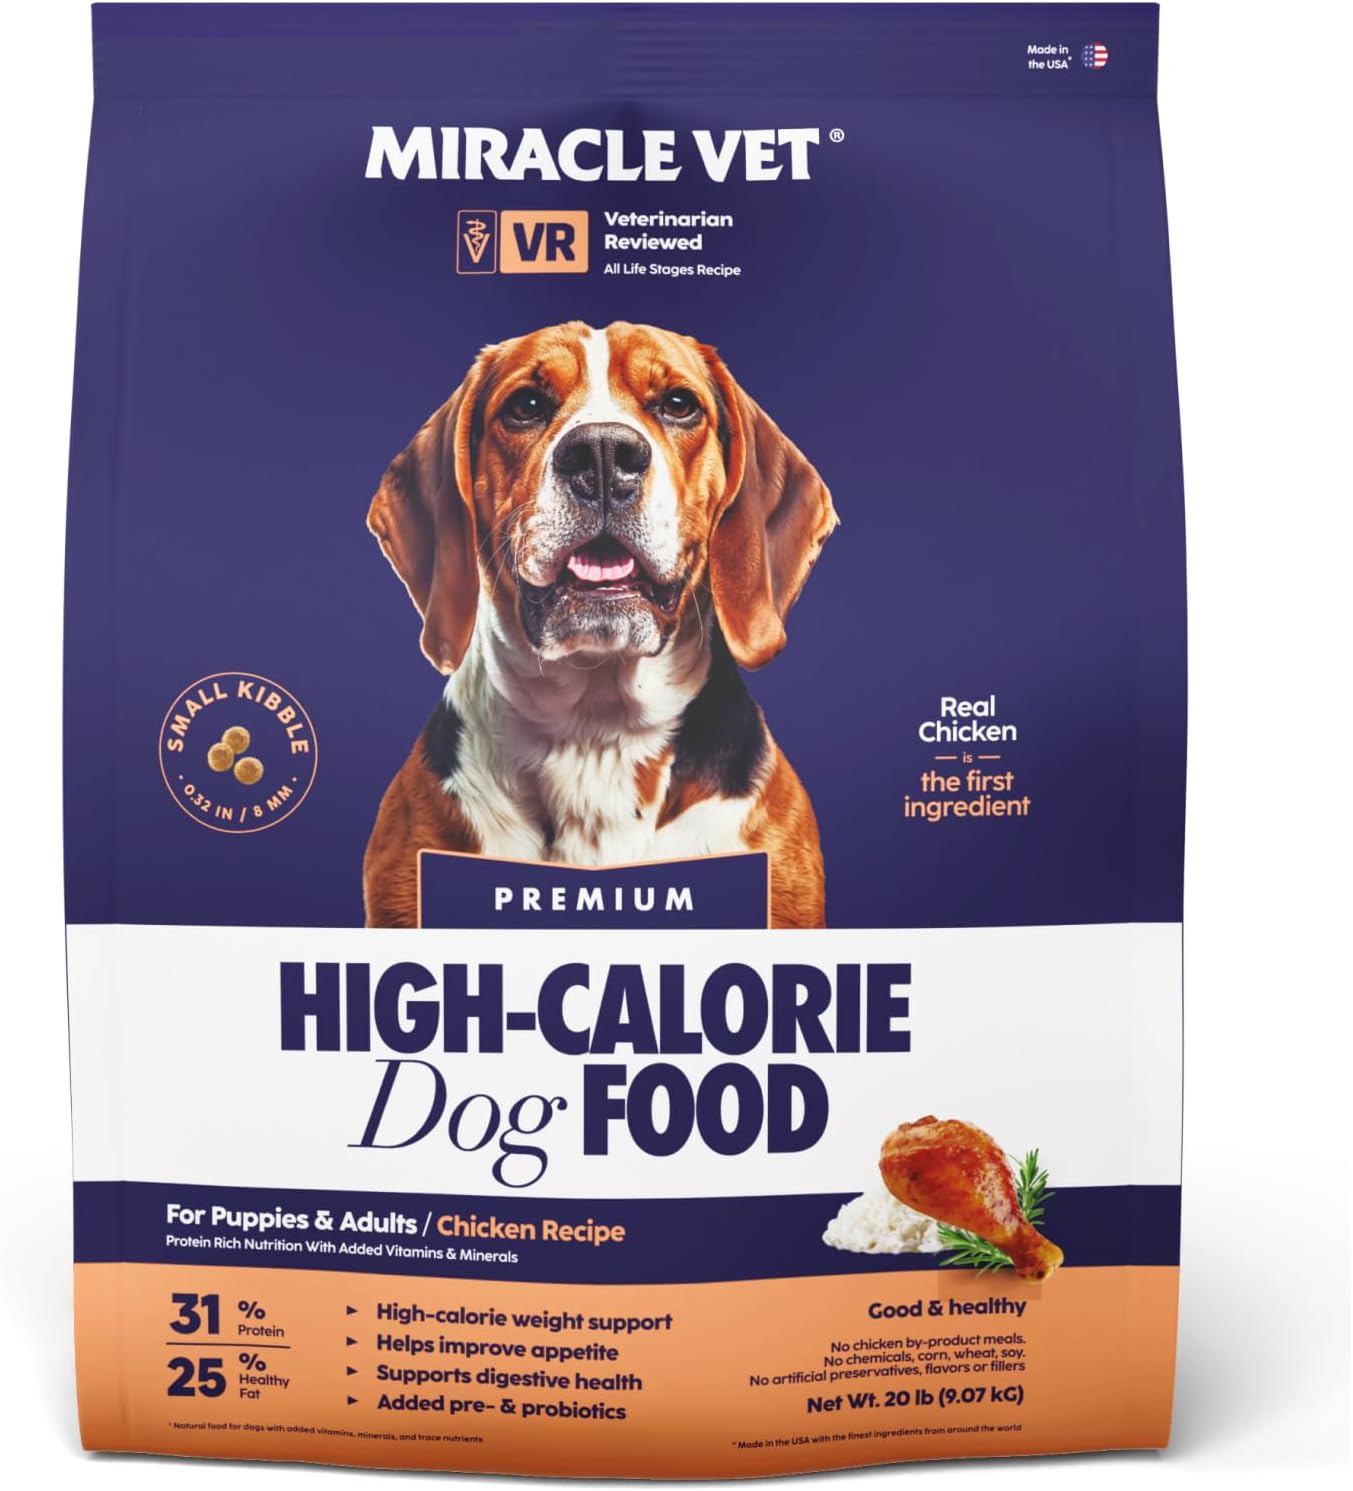 Made in
the USA*
MIRACLE VET®
VR
Veterinarian
Reviewed
All Life Stages Recipe
SMALL KIBBLE
• 0.32 IN / 8 MM •
Real
Chicken
— is —
the first
ingredient
PREMIUM
HIGH-CALORIE
Dog FOOD
For Puppies & Adults / Chicken Recipe
Protein Rich Nutrition With Added Vitamins & Minerals
31 % Protein
25 % Healthy Fat
► High-calorie weight support
► Helps improve appetite
► Supports digestive health
► Added pre- & probiotics
Good & healthy
No chicken by-product meals.
No chemicals, corn, wheat, soy.
No artificial preservatives, flavors or fillers
Net Wt. 20 lb (9.07 kG)
¹ Natural food for dogs with added vitamins, minerals, and trace nutrients
* Made in the USA with the finest ingredients from around the world